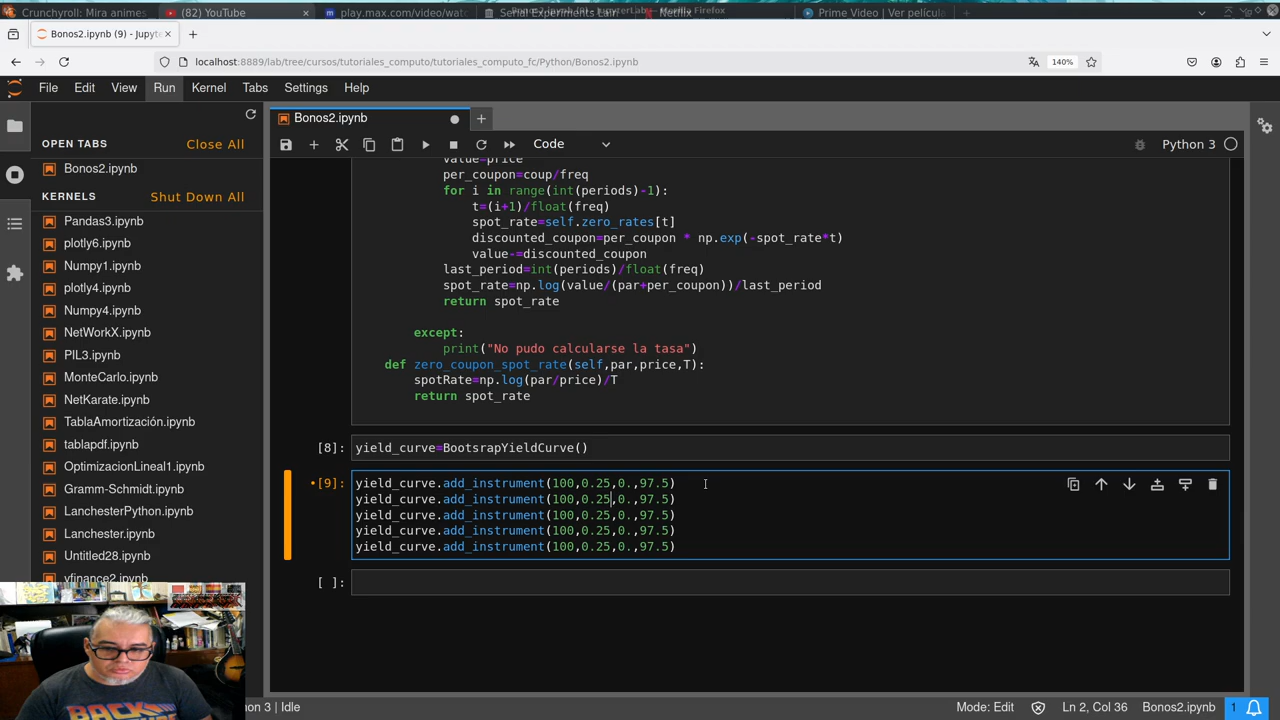 Crunchyroll: Mira animes
(82) YouTube
play.max.com/video/wat
Serial Experiments Lain
Netflix
Prime Video | Ver películ
Bonos2.ipynb (9) - Jupyte
localhost:8889/lab/tree/cursos/tutoriales_computo/tutoriales_computo_fc/Python/Bonos2.ipynb
140%
File Edit View Run Kernel Tabs Settings Help
Bonos2.ipynb
OPEN TABS
Close All
Bonos2.ipynb
KERNELS
Shut Down All
Pandas3.ipynb
plotly6.ipynb
Numpy1.ipynb
plotly4.ipynb
Numpy4.ipynb
NetWorkX.ipynb
PIL3.ipynb
MonteCarlo.ipynb
NetKarate.ipynb
TablaAmortización.ipynb
tablapdf.ipynb
OptimizacionLineal1.ipynb
Gramm-Schmidt.ipynb
LanchesterPython.ipynb
Lanchester.ipynb
Untitled28.ipynb
yfinance2.ipynb
Code
Python 3
value=price
per_coupon=coup/freq
for i in range(int(periods)-1):
t=(i+1)/float(freq)
spot_rate=self.zero_rates[t]
discounted_coupon=per_coupon * np.exp(-spot_rate*t)
value-=discounted_coupon
last_period=int(periods)/float(freq)
spot_rate=np.log(value/(par+per_coupon))/last_period
return spot_rate
except:
print("No pudo calcularse la tasa")
def zero_coupon_spot_rate(self,par,price,T):
spotRate=np.log(par/price)/T
return spot_rate
[8]: yield_curve=BootsrapYieldCurve()
[9]: yield_curve.add_instrument(100,0.25,0.,97.5)
yield_curve.add_instrument(100,0.25,0.,97.5)
yield_curve.add_instrument(100,0.25,0.,97.5)
yield_curve.add_instrument(100,0.25,0.,97.5)
yield_curve.add_instrument(100,0.25,0.,97.5)
[ ]:
BACK
n 3 | Idle
Mode: Edit
Ln 2, Col 36
Bonos2.ipynb
1